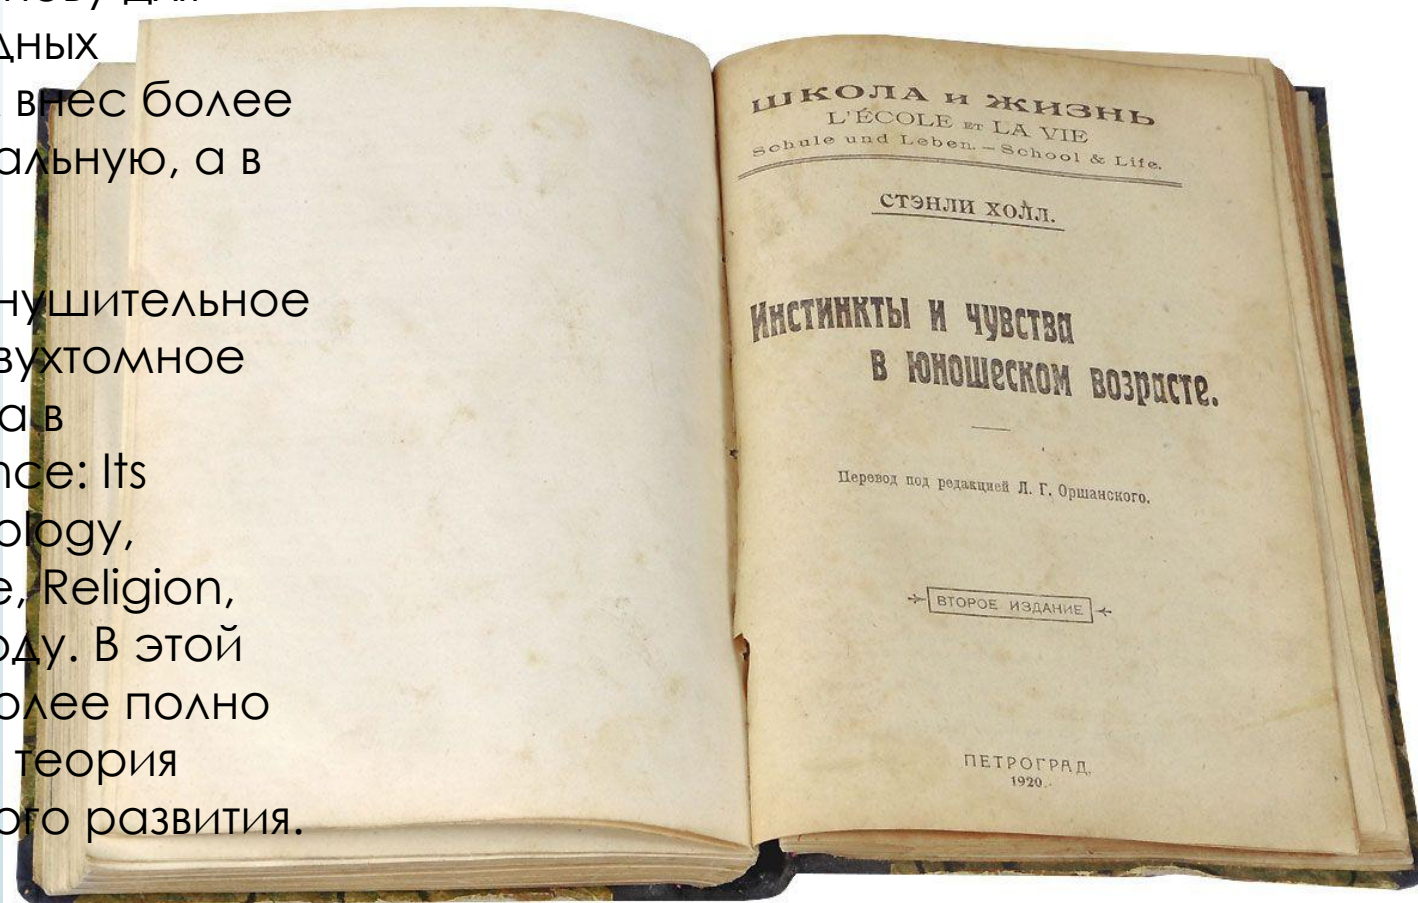 дных
внес более
альную, а в
нушительное
вухтомное
а в
nce: Its
ology,
e, Religion,
оду. В этой
олее полно
теория
ого развития.
ШКОЛА и ЖИЗНЬ
L'ÉCOLE ET LA VIE
Schule und Leben. – School & Life.
СТЭНЛИ ХОЛЛ.
Инстинкты и чувства
в юношеском возрасте.
Перевод под редакцией Л. Г. Оршанского.
ВТОРОЕ ИЗДАНИЕ
ПЕТРОГРАД.
1920.